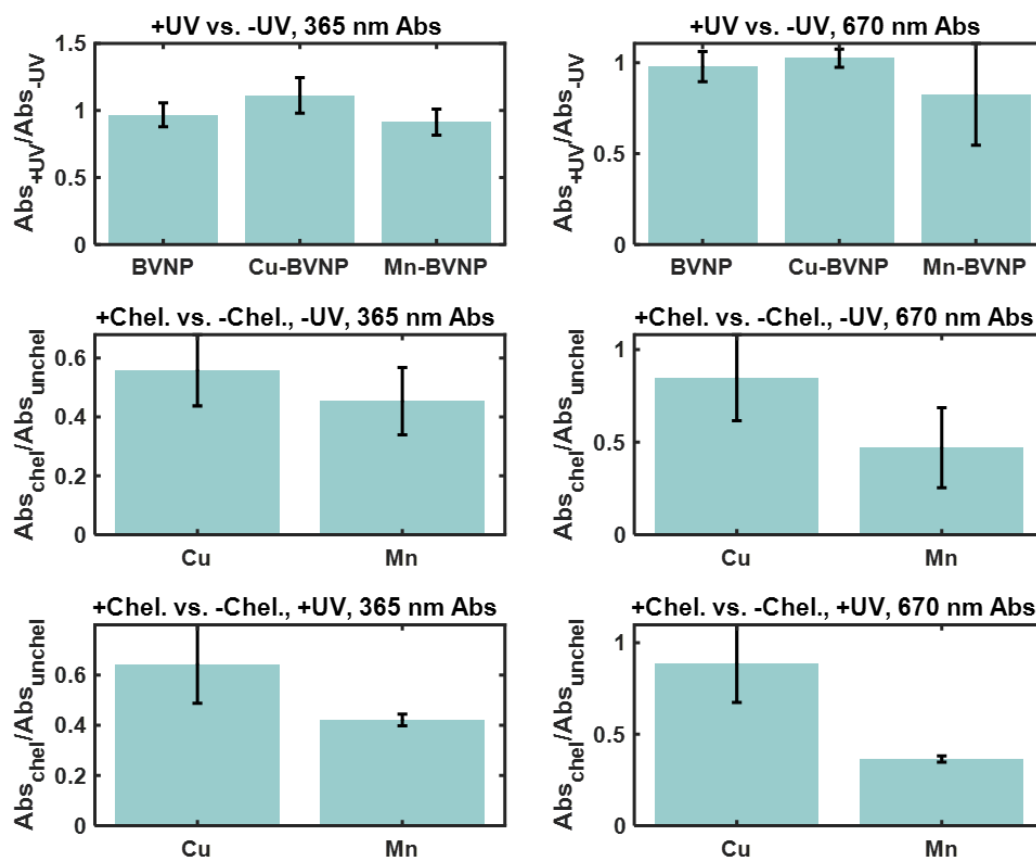 +UV vs. -UV, 365 nm Abs
Abs+UV/Abs-UV
1.5
1
0.5
0
BVNP Cu-BVNP Mn-BVNP
+UV vs. -UV, 670 nm Abs
Abs+UV/Abs-UV
1
0.5
0
BVNP Cu-BVNP Mn-BVNP
+Chel. vs. -Chel., -UV, 365 nm Abs
Abschel/Absunchel
0.6
0.4
0.2
0
Cu Mn
+Chel. vs. -Chel., -UV, 670 nm Abs
Abschel/Absunchel
1
0.5
0
Cu Mn
+Chel. vs. -Chel., +UV, 365 nm Abs
Abschel/Absunchel
0.6
0.4
0.2
0
Cu Mn
+Chel. vs. -Chel., +UV, 670 nm Abs
Abschel/Absunchel
1
0.5
0
Cu Mn